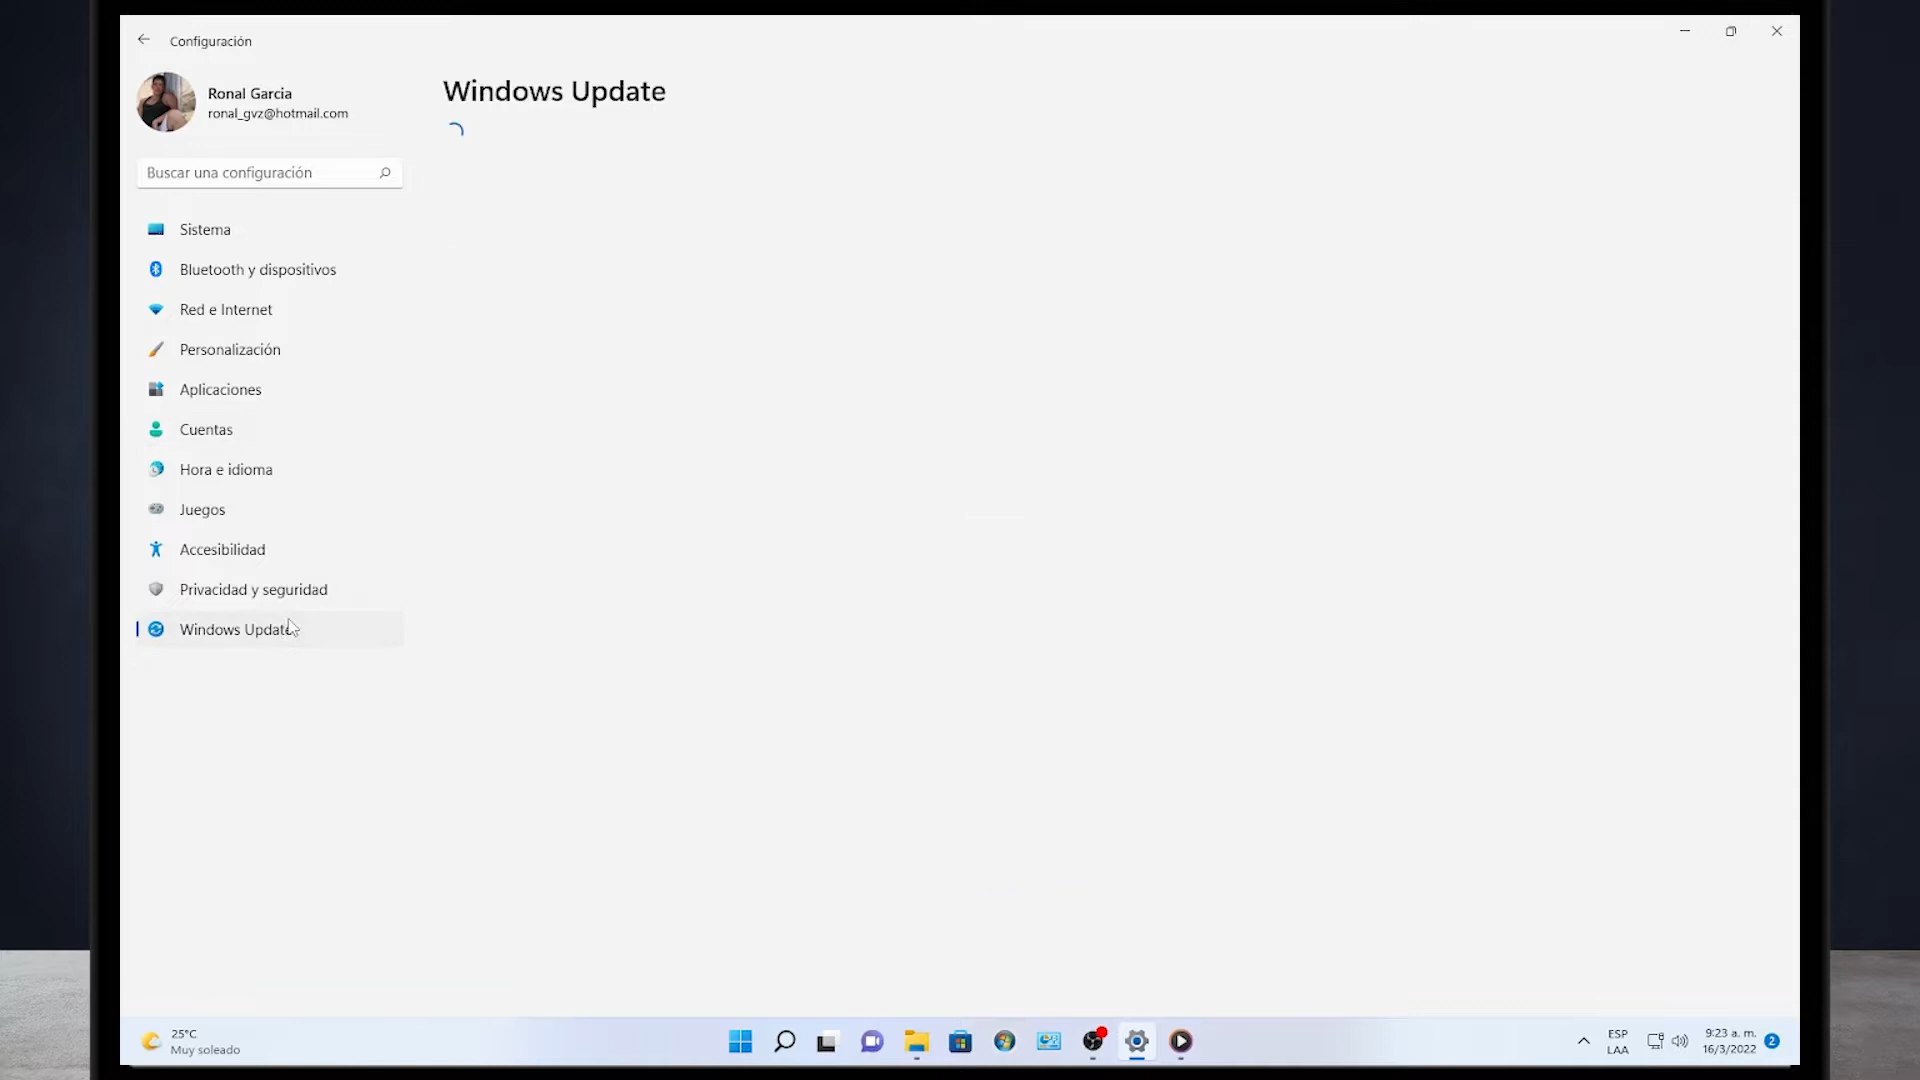 Configuración
Ronal Garcia
ronal_gvz@hotmail.com
Windows Update
Buscar una configuración
Sistema
Bluetooth y dispositivos
Red e Internet
Personalización
Aplicaciones
Cuentas
Hora e idioma
Juegos
Accesibilidad
Privacidad y seguridad
Windows Update
25°C
Muy soleado
ESP
LAA
9:23 a. m.
16/3/2022
2